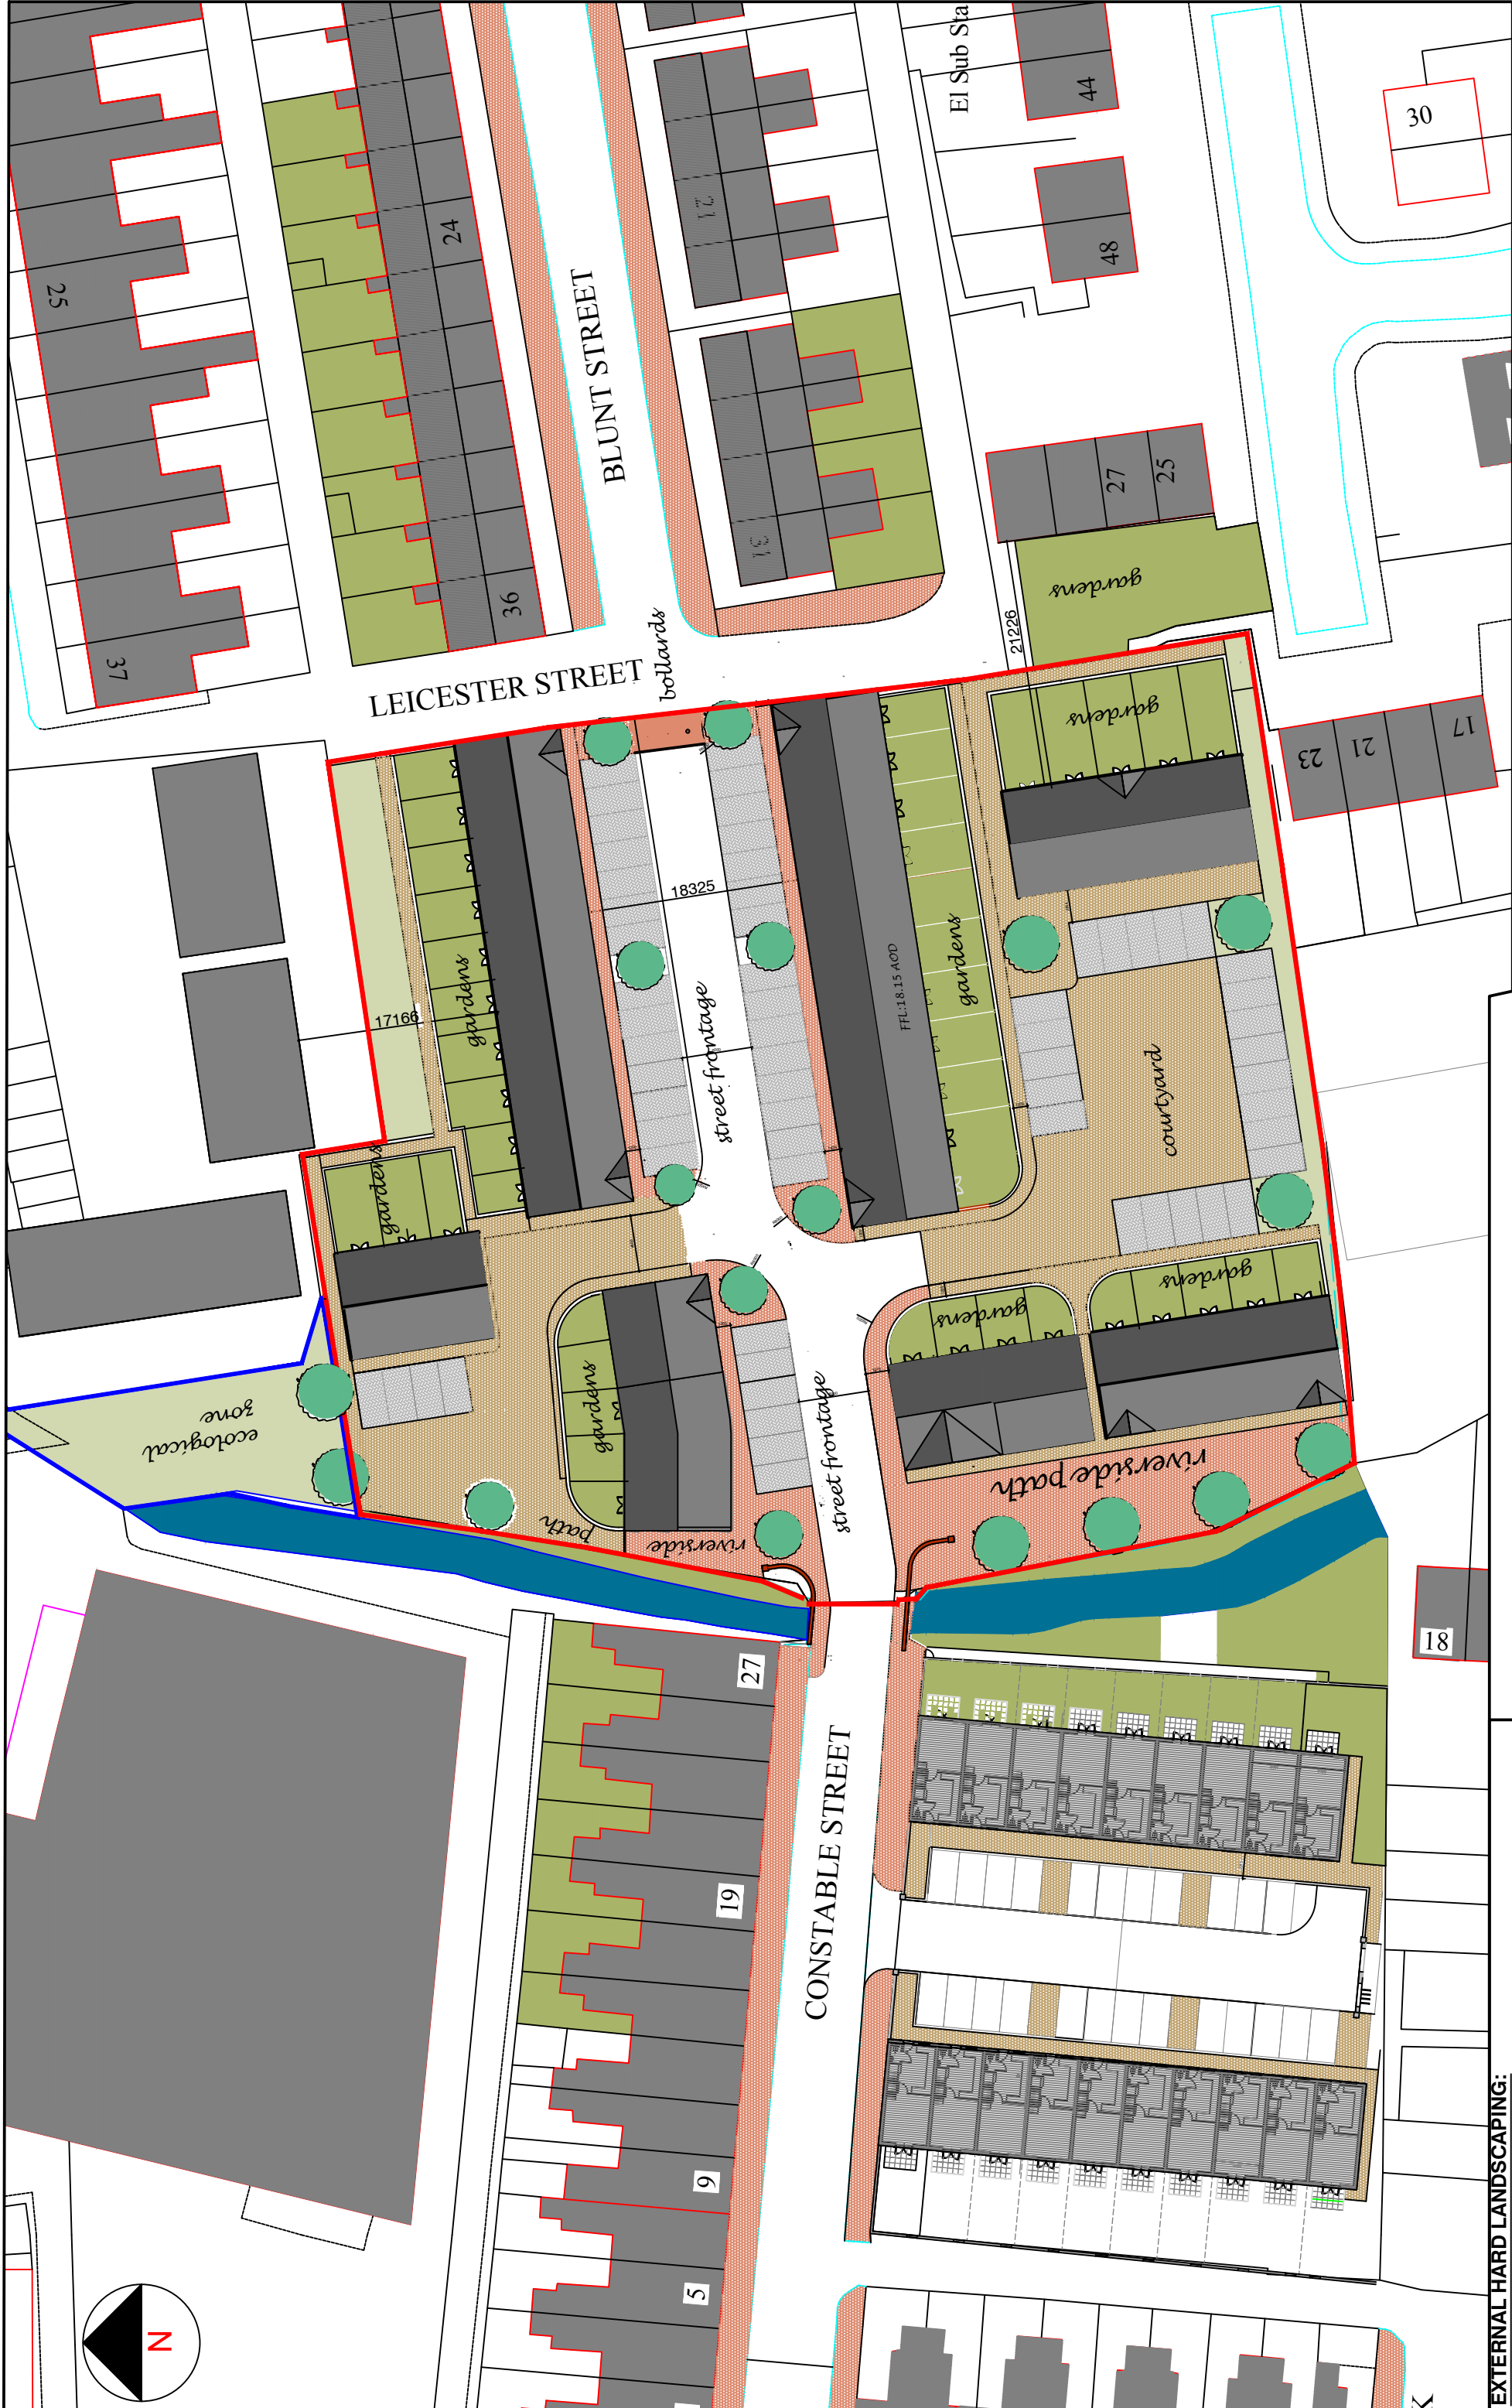 El Sub Sta
44
30
48
25
24
21
BLUNT STREET
27
25
31
36
37
gardens
21226
bollards
LEICESTER STREET
gardens
23
21
17
18325
gardens
17166
street frontage
FFL:18.15 AOD
gardens
courtyard
gardens
gardens
gardens
gardens
street frontage
ecological
zone
riverside path
riverside
path
27
18
19
CONSTABLE STREET
9
5
N
EXTERNAL HARD LANDSCAPING: